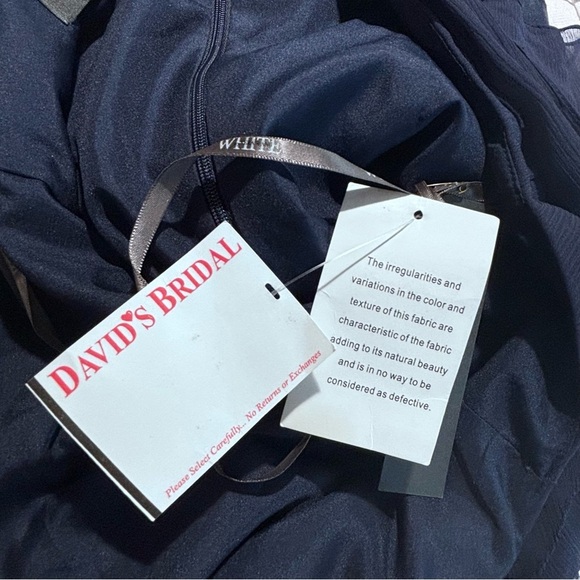 WHITE
DAVID'S BRIDAL
Please Select Carefully... No Returns or Exchanges
The irregularities and
variations in the color and
texture of this fabric are
characteristic of the fabric
adding to its natural beauty
and is in no way to be
considered as defective.